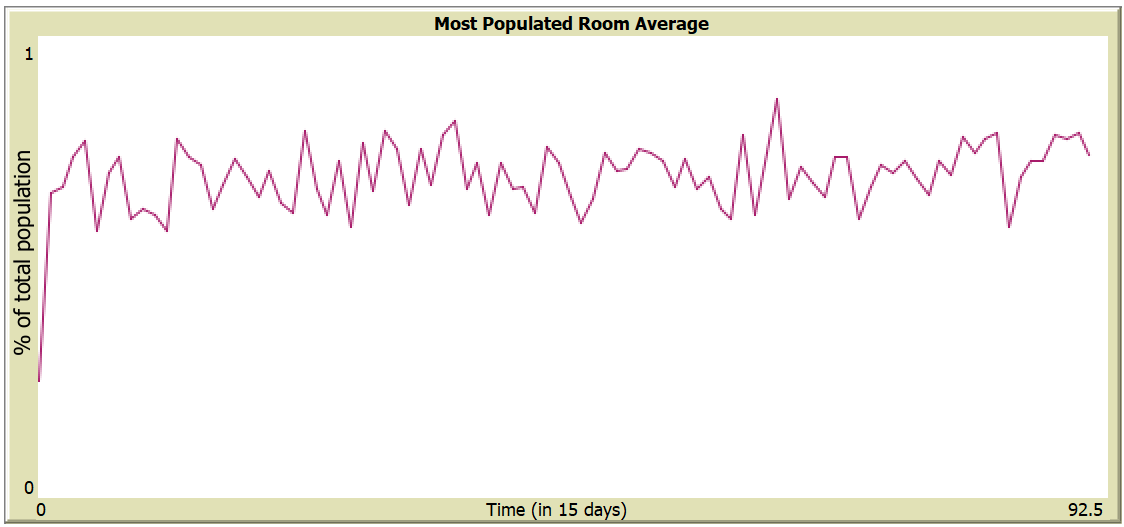 Most Populated Room Average
1
% of total population
0
0
Time (in 15 days)
92.5